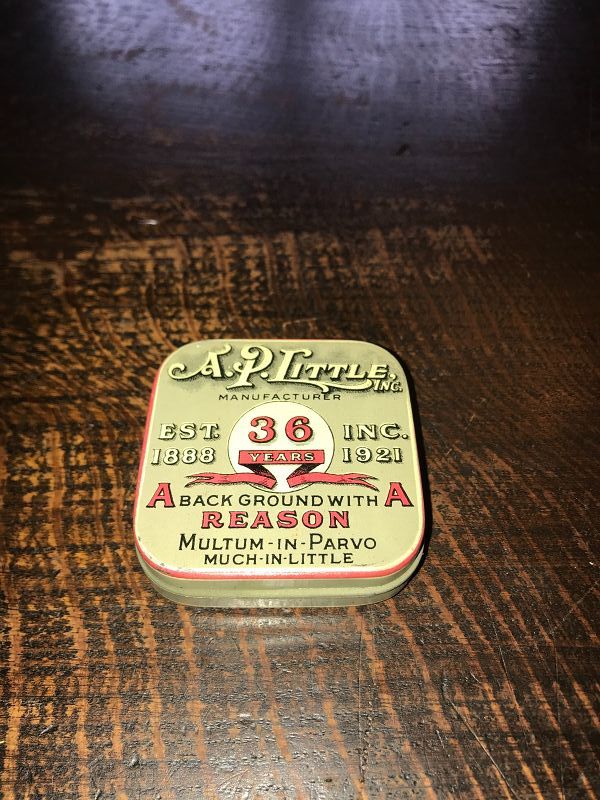 A.P. LITTLE, INC.
MANUFACTURER
EST. 36 INC.
1888 YEARS 1921
A BACK GROUND WITH A
REASON
MULTUM-IN-PARVO
MUCH-IN-LITTLE